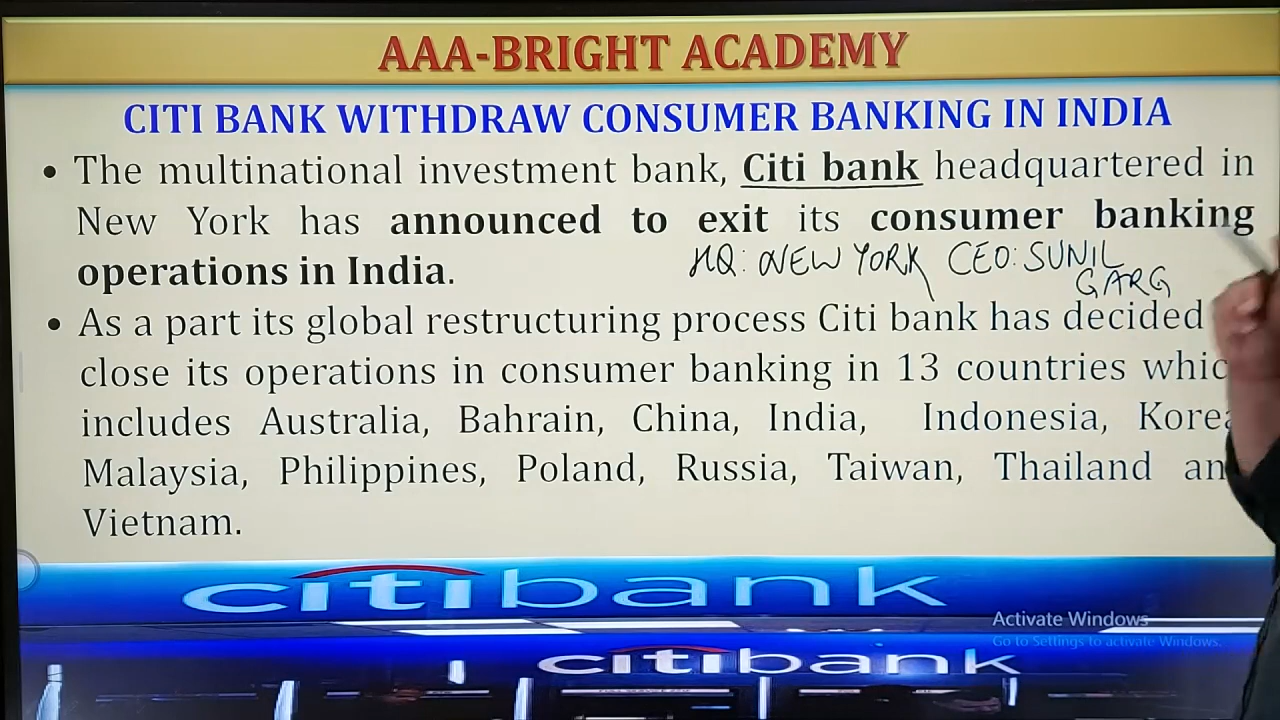 AAA-BRIGHT ACADEMY
CITI BANK WITHDRAW CONSUMER BANKING IN INDIA
• The multinational investment bank, Citi bank headquartered in
New York has announced to exit its consumer banking
operations in India.
HQ: NEW YORK CEO: SUNIL
GARG
• As a part its global restructuring process Citi bank has decided
close its operations in consumer banking in 13 countries whic
includes Australia, Bahrain, China, India, Indonesia, Korea
Malaysia, Philippines, Poland, Russia, Taiwan, Thailand an
Vietnam.
citibank
Activate Windows
Go to Settings to activate Windows.
citibank